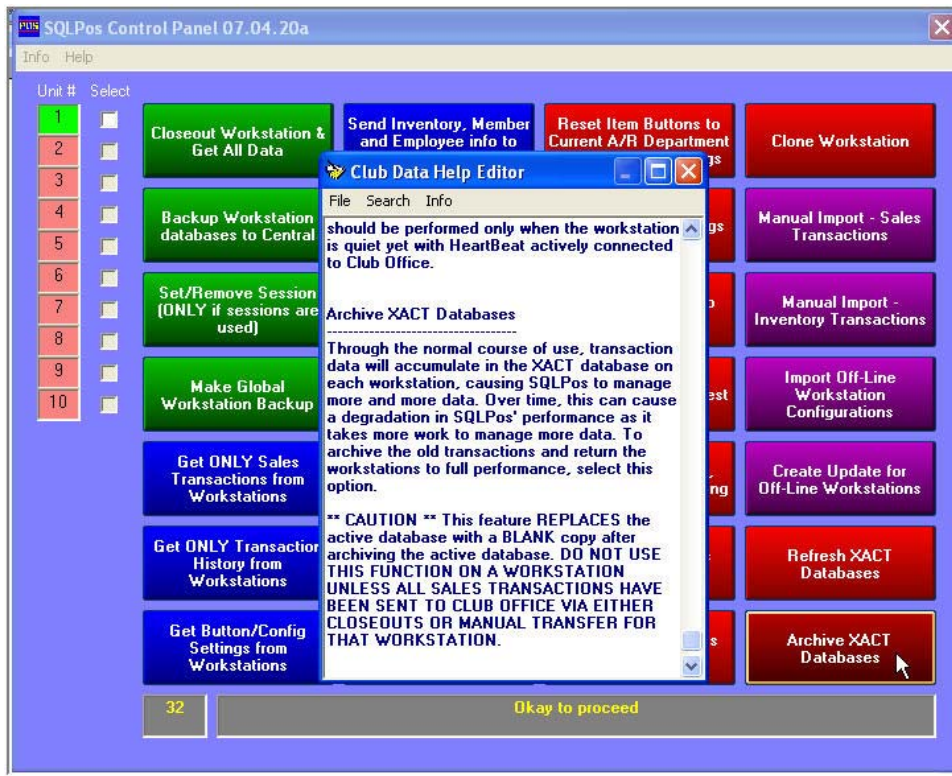 SQLPos Control Panel 07.04.20a
Info Help
Unit # Select
1
2
3
4
5
6
7
8
9
10
Closeout Workstation &
Get All Data
Send Inventory, Member
and Employee info to
Reset Item Buttons to
Current A/R Department
gs
Clone Workstation
Backup Workstation
databases to Central
gs
Manual Import - Sales
Transactions
Set/Remove Session
(ONLY if sessions are
used)
Manual Import -
Inventory Transactions
Make Global
Workstation Backup
est
Import Off-Line
Workstation
Configurations
Get ONLY Sales
Transactions from
Workstations
ng
Create Update for
Off-Line Workstations
Get ONLY Transaction
History from
Workstations
Refresh XACT
Databases
Get Button/Config
Settings from
Workstations
s
Archive XACT
Databases
Club Data Help Editor
File Search Info
should be performed only when the workstation
is quiet yet with HeartBeat actively connected
to Club Office.
Archive XACT Databases
------------------------------------
Through the normal course of use, transaction
data will accumulate in the XACT database on
each workstation, causing SQLPos to manage
more and more data. Over time, this can cause
a degradation in SQLPos' performance as it
takes more work to manage more data. To
archive the old transactions and return the
workstations to full performance, select this
option.
** CAUTION ** This feature REPLACES the
active database with a BLANK copy after
archiving the active database. DO NOT USE
THIS FUNCTION ON A WORKSTATION
UNLESS ALL SALES TRANSACTIONS HAVE
BEEN SENT TO CLUB OFFICE VIA EITHER
CLOSEOUTS OR MANUAL TRANSFER FOR
THAT WORKSTATION.
32
Okay to proceed